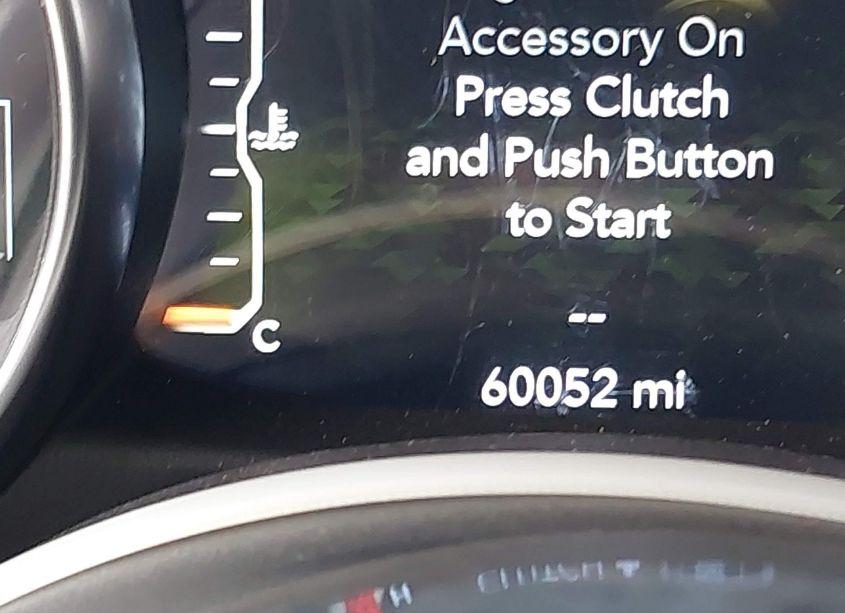 Accessory On
Press Clutch
and Push Button
to Start
--
C
60052 mi